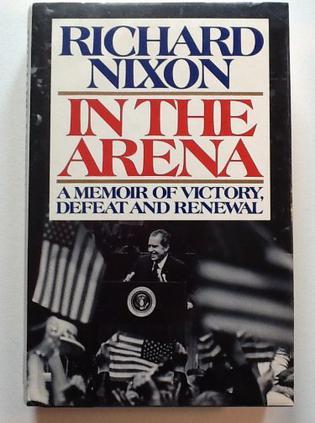 RICHARD
NIXON
IN THE
ARENA
A MEMOIR OF VICTORY,
DEFEAT AND RENEWAL